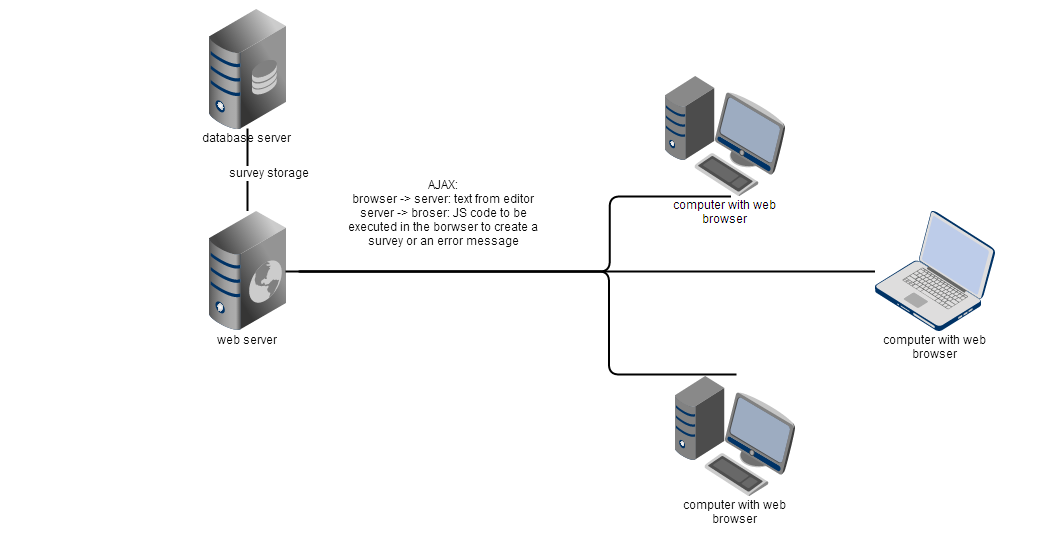 database server
survey storage
AJAX:
browser -> server: text from editor
server -> broser: JS code to be
executed in the borwser to create a
survey or an error message
web server
computer with web
browser
computer with web
browser
computer with web
browser